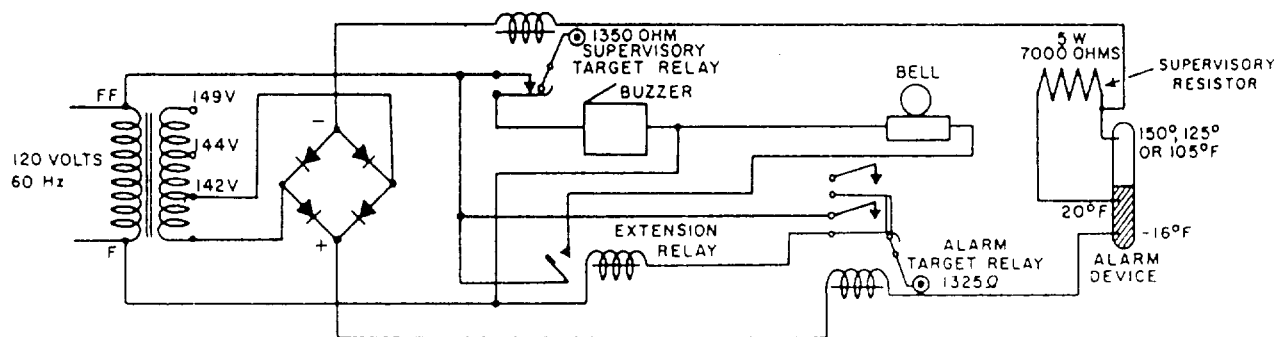 1350 OHM
SUPERVISORY
TARGET RELAY
BUZZER
BELL
5 W
7000 OHMS
SUPERVISORY
RESISTOR
FF
149V
144V
142V
120 VOLTS
60 Hz
F
-
+
150°, 125°
OR 105°F
20°F
-16°F
ALARM
DEVICE
EXTENSION
RELAY
ALARM
TARGET RELAY
1325Ω